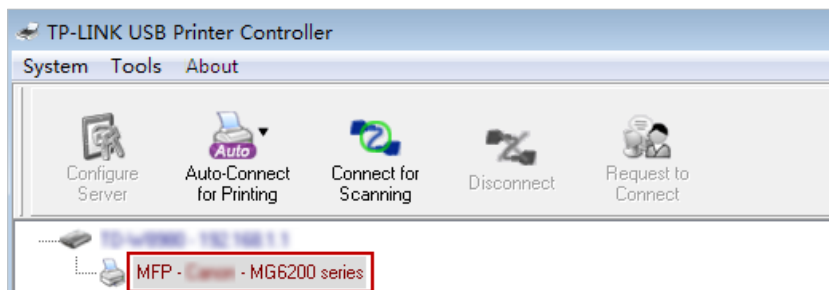 TP-LINK USB Printer Controller
System Tools About
Configure Server
Auto
Auto-Connect for Printing
Connect for Scanning
Disconnect
Request to Connect
MFP - - MG6200 series